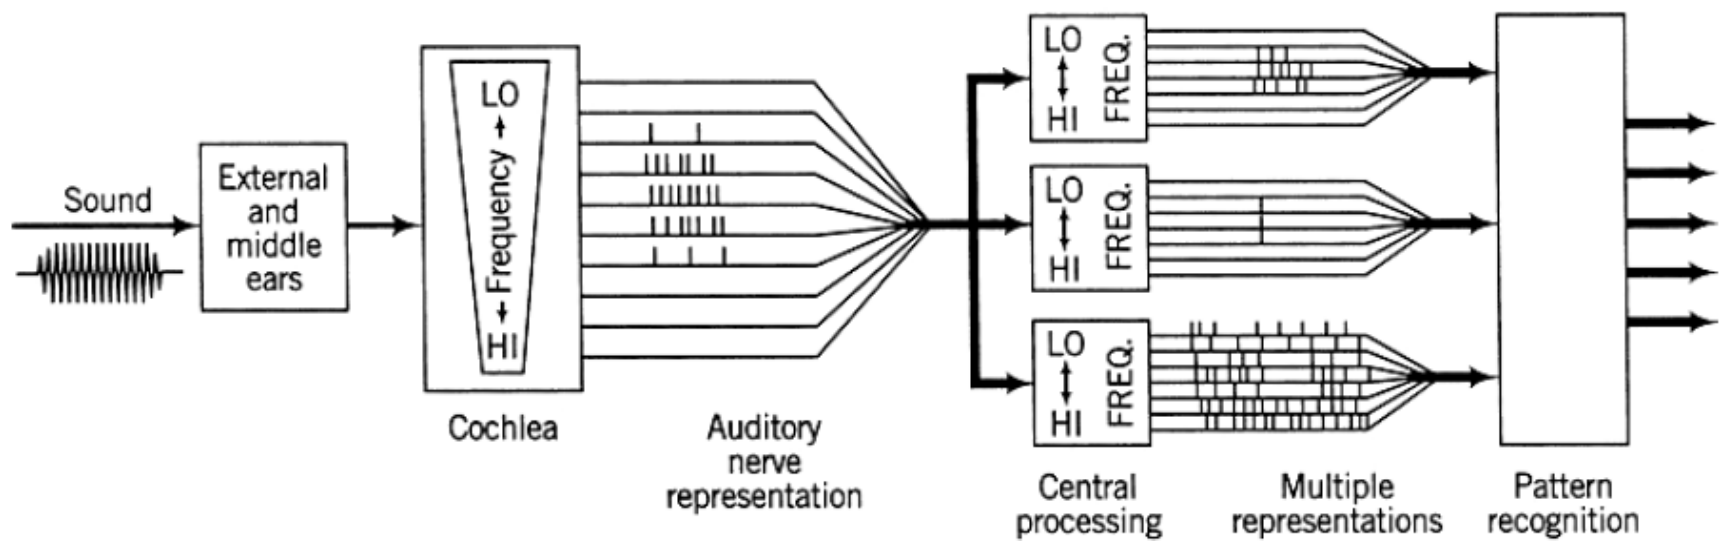 Sound
External
and
middle
ears
LO
Frequency
HI
Cochlea
Auditory
nerve
representation
LO
HI
FREQ.
LO
HI
FREQ.
LO
HI
FREQ.
Central
processing
Multiple
representations
Pattern
recognition